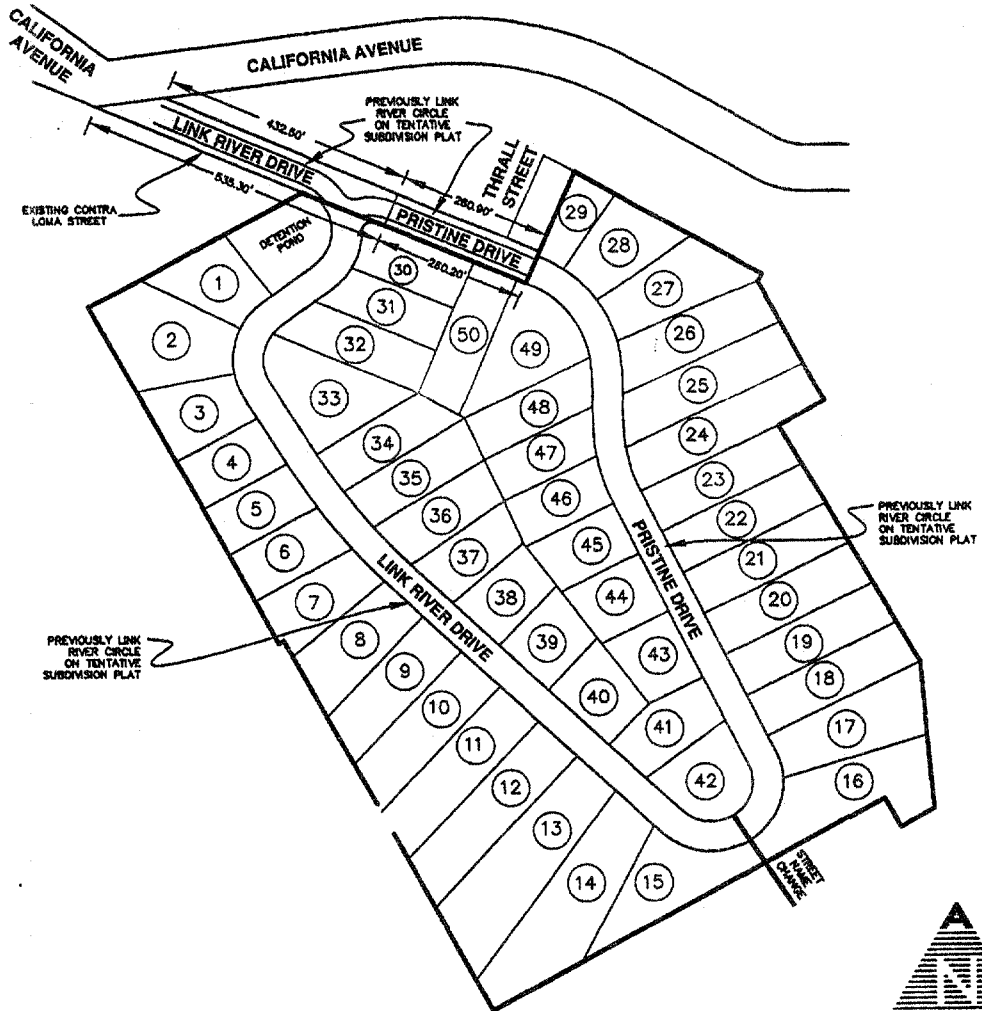 CALIFORNIA
AVENUE
CALIFORNIA AVENUE
PREVIOUSLY LINK
RIVER CIRCLE
ON TENTATIVE
SUBDIVISION PLAT
432.50'
LINK RIVER DRIVE
535.30'
EXISTING CONTRA
LOMA STREET
THRALL
STREET
260.90'
PRISTINE DRIVE
250.20'
DETENTION
POND
29
28
27
26
25
24
23
22
21
20
19
18
17
16
1
2
3
4
5
6
7
8
9
10
11
12
13
14
15
30
31
32
33
34
35
36
37
38
39
40
41
42
43
44
45
46
47
48
49
50
PRISTINE DRIVE
LINK RIVER DRIVE
PREVIOUSLY LINK
RIVER CIRCLE
ON TENTATIVE
SUBDIVISION PLAT
PREVIOUSLY LINK
RIVER CIRCLE
ON TENTATIVE
SUBDIVISION PLAT
STREET
NAME
CHANGE
N